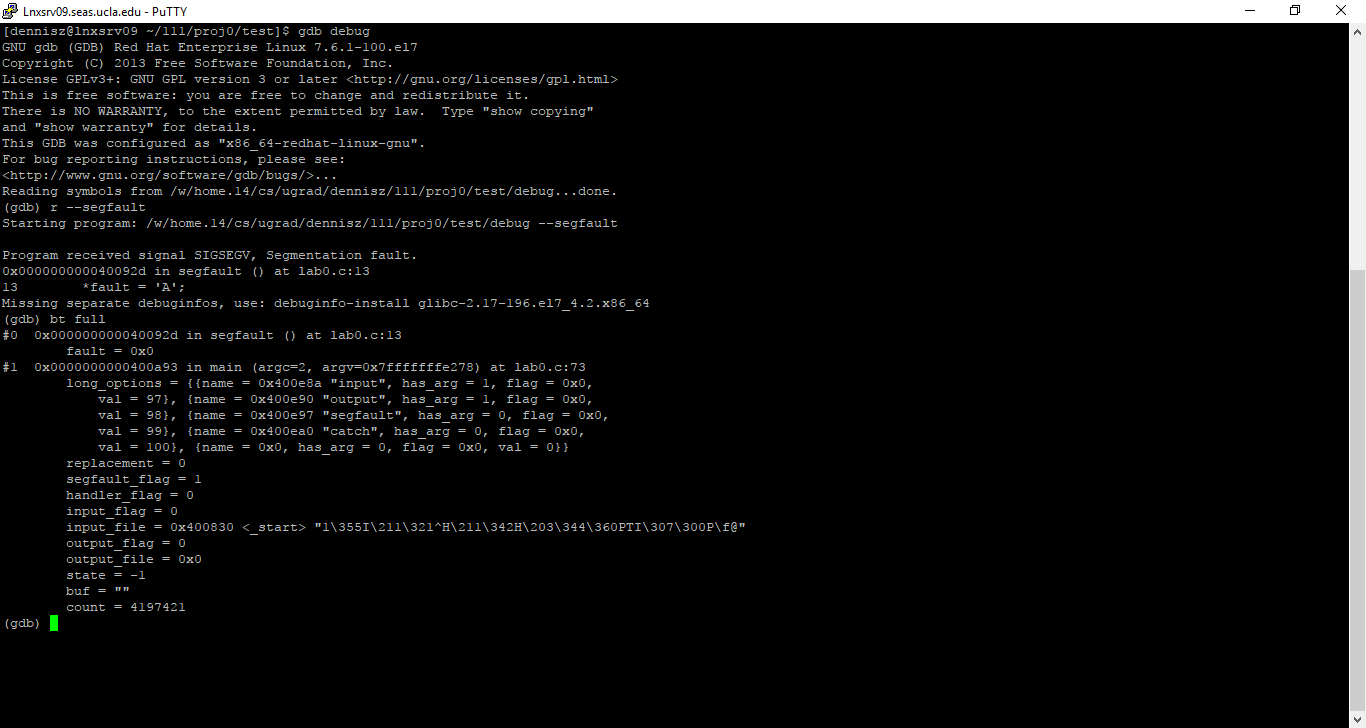 Lnxsrv09.seas.ucla.edu - PuTTY
[dennisz@lnxsrv09 ~/111/proj0/test]$ gdb debug
GNU gdb (GDB) Red Hat Enterprise Linux 7.6.1-100.el7
Copyright (C) 2013 Free Software Foundation, Inc.
License GPLv3+: GNU GPL version 3 or later <http://gnu.org/licenses/gpl.html>
This is free software: you are free to change and redistribute it.
There is NO WARRANTY, to the extent permitted by law.  Type "show copying"
and "show warranty" for details.
This GDB was configured as "x86_64-redhat-linux-gnu".
For bug reporting instructions, please see:
<http://www.gnu.org/software/gdb/bugs/>...
Reading symbols from /w/home.14/cs/ugrad/dennisz/111/proj0/test/debug...done.
(gdb) r --segfault
Starting program: /w/home.14/cs/ugrad/dennisz/111/proj0/test/debug --segfault

Program received signal SIGSEGV, Segmentation fault.
0x000000000040092d in segfault () at lab0.c:13
13        *fault = 'A';
Missing separate debuginfos, use: debuginfo-install glibc-2.17-196.el7_4.2.x86_64
(gdb) bt full
#0  0x000000000040092d in segfault () at lab0.c:13
        fault = 0x0
#1  0x0000000000400a93 in main (argc=2, argv=0x7fffffffe278) at lab0.c:73
        long_options = {{name = 0x400e8a "input", has_arg = 1, flag = 0x0,
            val = 97}, {name = 0x400e90 "output", has_arg = 1, flag = 0x0,
            val = 98}, {name = 0x400e97 "segfault", has_arg = 0, flag = 0x0,
            val = 99}, {name = 0x400ea0 "catch", has_arg = 0, flag = 0x0,
            val = 100}, {name = 0x0, has_arg = 0, flag = 0x0, val = 0}}
        replacement = 0
        segfault_flag = 1
        handler_flag = 0
        input_flag = 0
        input_file = 0x400830 <_start> "1\355I\211\321^H\211\342H\203\344\360PTI\307\300P\f@"
        output_flag = 0
        output_file = 0x0
        state = -1
        buf = ""
        count = 4197421
(gdb)